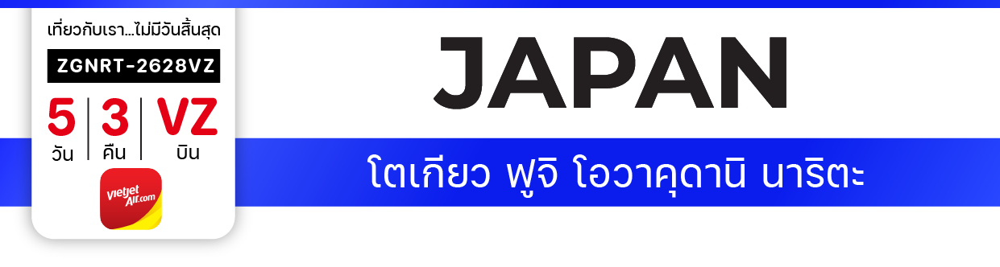 เที่ยวกับเรา...ไม่มีวันสิ้นสุด
ZGNRT-2628VZ
5 3 VZ
วัน คืน บิน
vietjet
Air.com
JAPAN
โตเกียว ฟูจิ โอวาคุดานิ นาริตะ